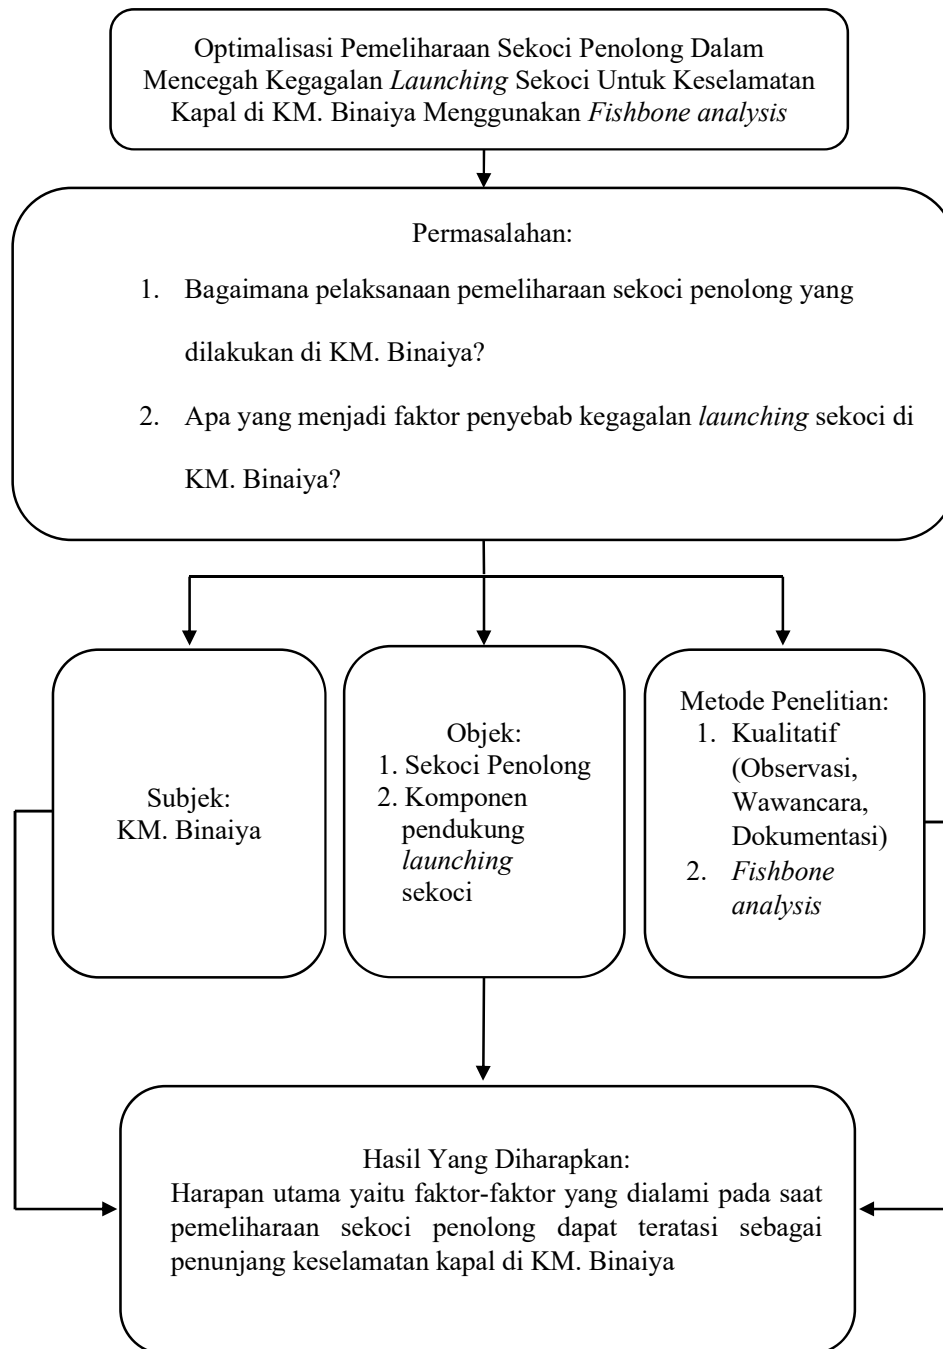 Optimalisasi Pemeliharaan Sekoci Penolong Dalam
Mencegah Kegagalan Launching Sekoci Untuk Keselamatan
Kapal di KM. Binaiya Menggunakan Fishbone analysis
Permasalahan:
1. Bagaimana pelaksanaan pemeliharaan sekoci penolong yang
dilakukan di KM. Binaiya?
2. Apa yang menjadi faktor penyebab kegagalan launching sekoci di
KM. Binaiya?
Subjek:
KM. Binaiya
Objek:
1. Sekoci Penolong
2. Komponen
pendukung
launching
sekoci
Metode Penelitian:
1. Kualitatif
(Observasi,
Wawancara,
Dokumentasi)
2. Fishbone
analysis
Hasil Yang Diharapkan:
Harapan utama yaitu faktor-faktor yang dialami pada saat
pemeliharaan sekoci penolong dapat teratasi sebagai
penunjang keselamatan kapal di KM. Binaiya